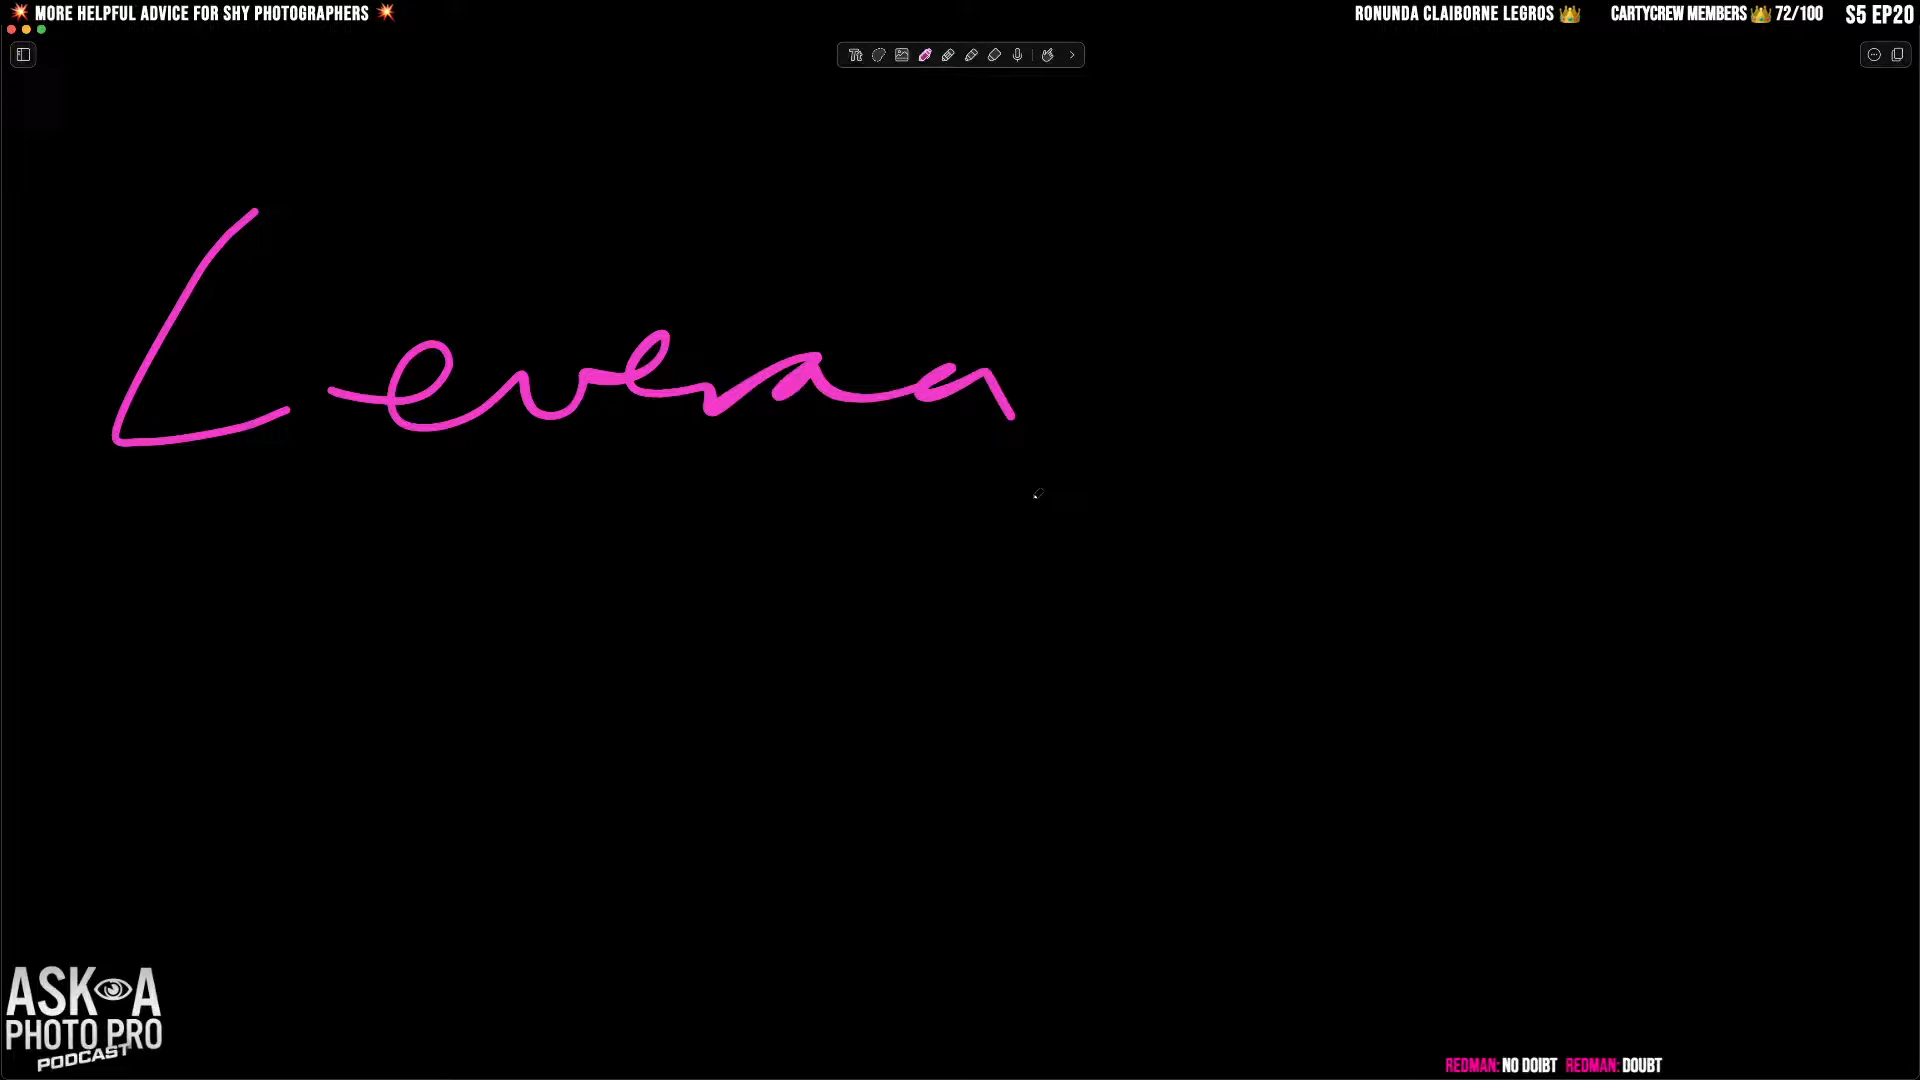 💥 MORE HELPFUL ADVICE FOR SHY PHOTOGRAPHERS 💥
RONUNDA CLAIBORNE LEGROS 👑 CARTYCREW MEMBERS 👑 72/100 S5 EP20
ASK A
PHOTO PRO
PODCAST
REDMAN: NO DOIBT REDMAN: DOUBT